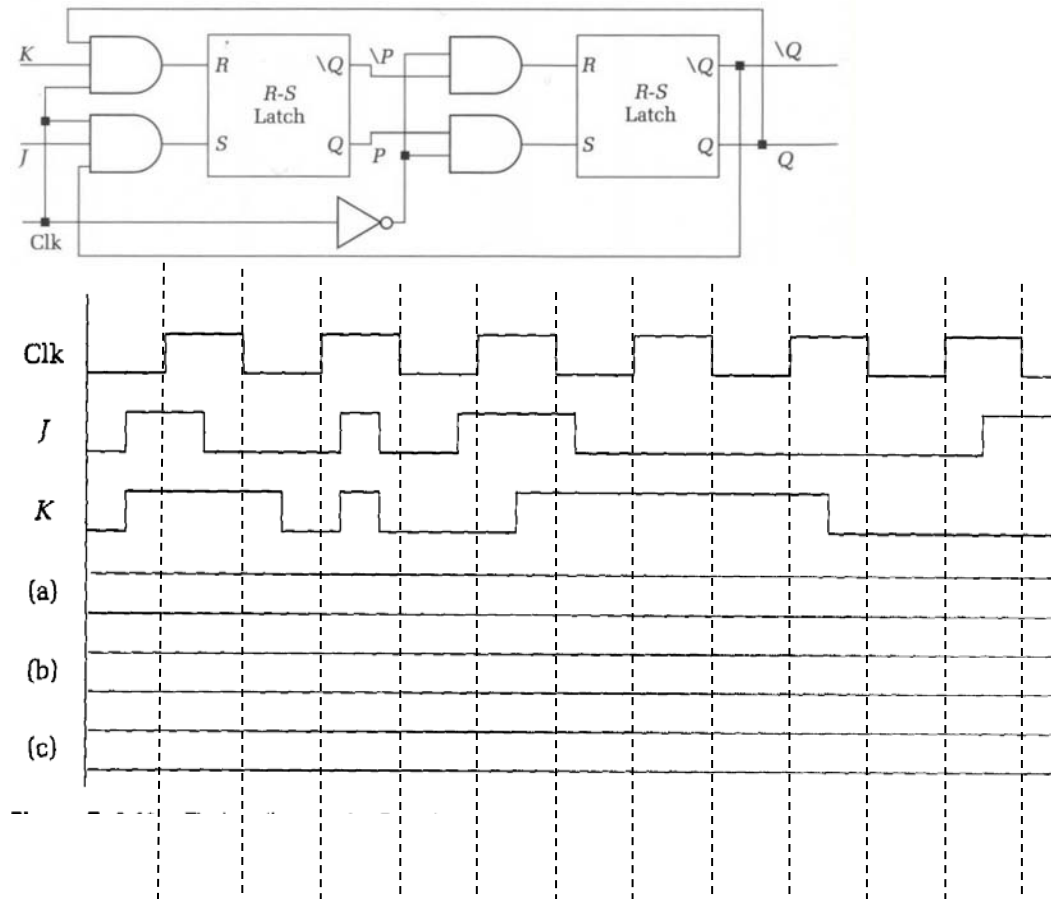 K R \P \Q R \Q \Q
R-S Latch R-S Latch
J S Q P S Q Q
Clk
Clk
J
K
(a)
(b)
(c)